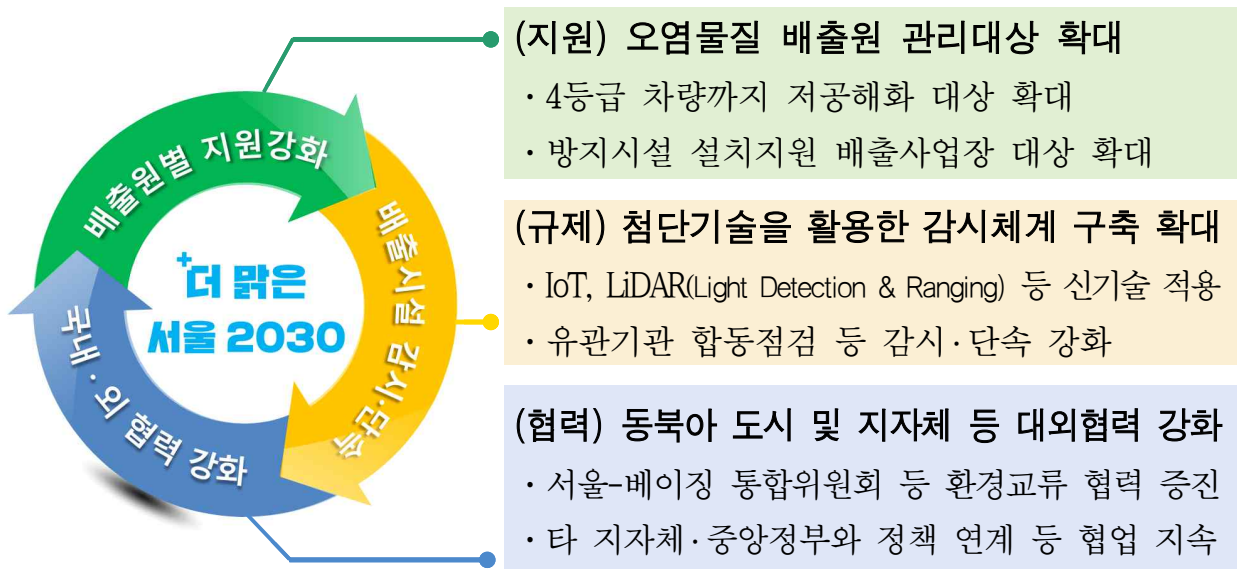 배출원별 지원강화
배출시설 감시·단속
국내·외 협력 강화
+더 맑은
서울 2030
(지원) 오염물질 배출원 관리대상 확대
· 4등급 차량까지 저공해화 대상 확대
· 방지시설 설치지원 배출사업장 대상 확대
(규제) 첨단기술을 활용한 감시체계 구축 확대
· IoT, LiDAR(Light Detection & Ranging) 등 신기술 적용
· 유관기관 합동점검 등 감시·단속 강화
(협력) 동북아 도시 및 지자체 등 대외협력 강화
· 서울-베이징 통합위원회 등 환경교류 협력 증진
· 타 지자체·중앙정부와 정책 연계 등 협업 지속